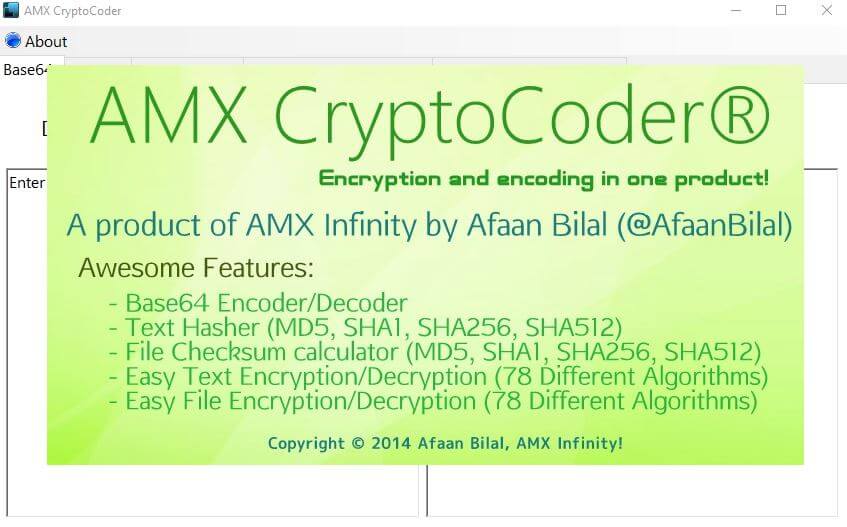 AMX CryptoCoder
About
AMX CryptoCoder®
Encryption and encoding in one product!
A product of AMX Infinity by Afaan Bilal (@AfaanBilal)
Awesome Features:
- Base64 Encoder/Decoder
- Text Hasher (MD5, SHA1, SHA256, SHA512)
- File Checksum calculator (MD5, SHA1, SHA256, SHA512)
- Easy Text Encryption/Decryption (78 Different Algorithms)
- Easy File Encryption/Decryption (78 Different Algorithms)
Copyright © 2014 Afaan Bilal, AMX Infinity!
Enter